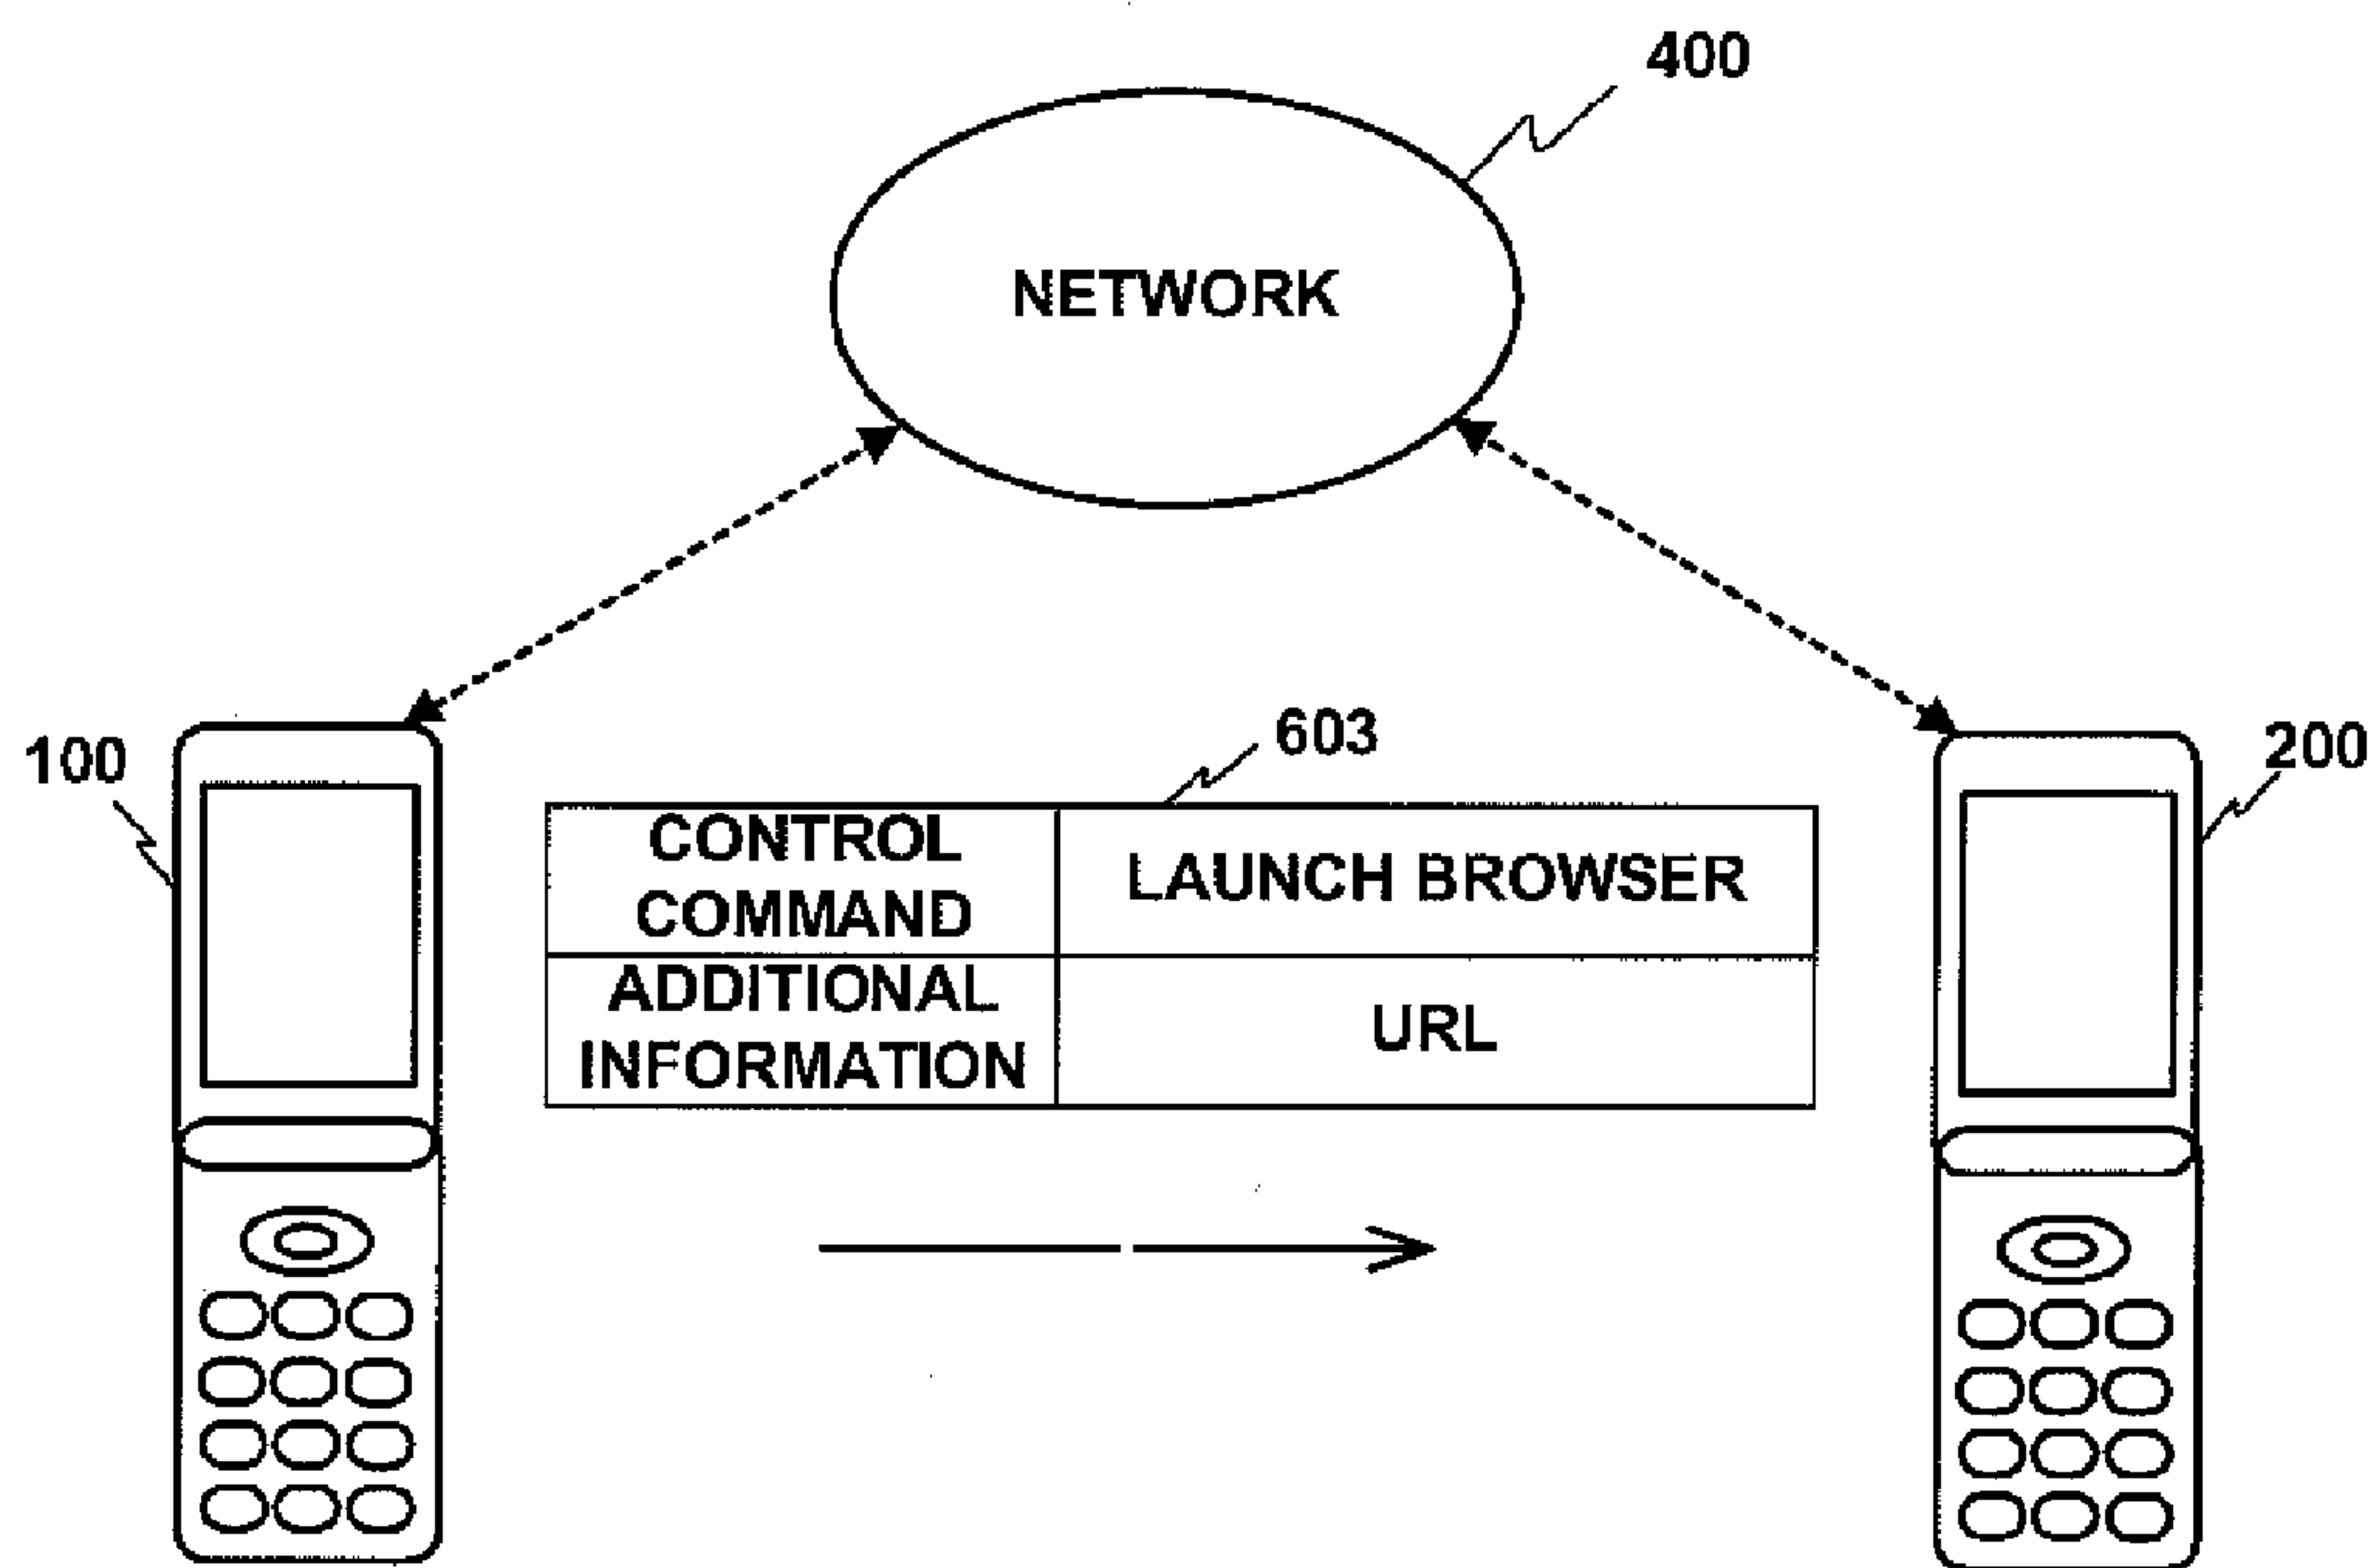 400
NETWORK
603
100
200
CONTROL
COMMAND
LAUNCH BROWSER
ADDITIONAL
INFORMATION
URL